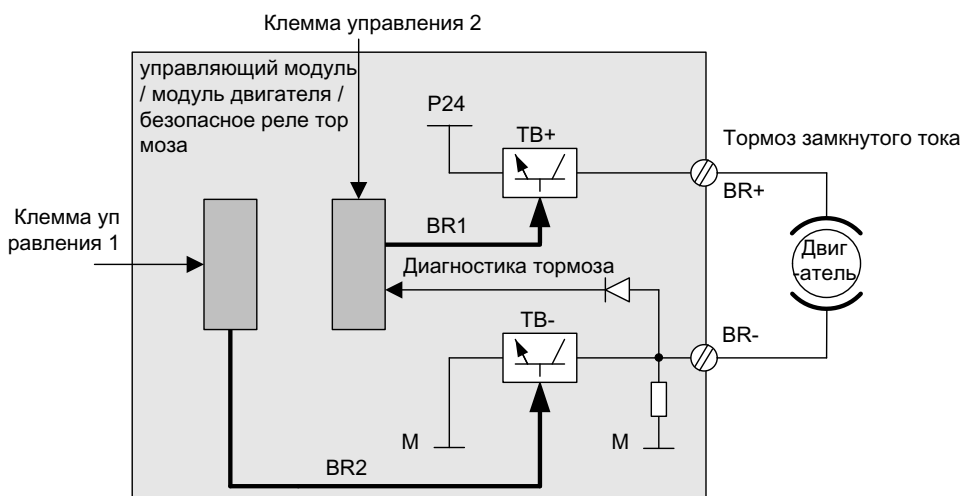 Клемма управления 2
управляющий модуль
/ модуль двигателя /
безопасное реле тор
моза
P24
TB+
Тормоз замкнутого тока
BR+
Клемма уп
равления 1
BR1
Двиг
-атель
Диагностика тормоза
TB-
BR-
M
M
BR2